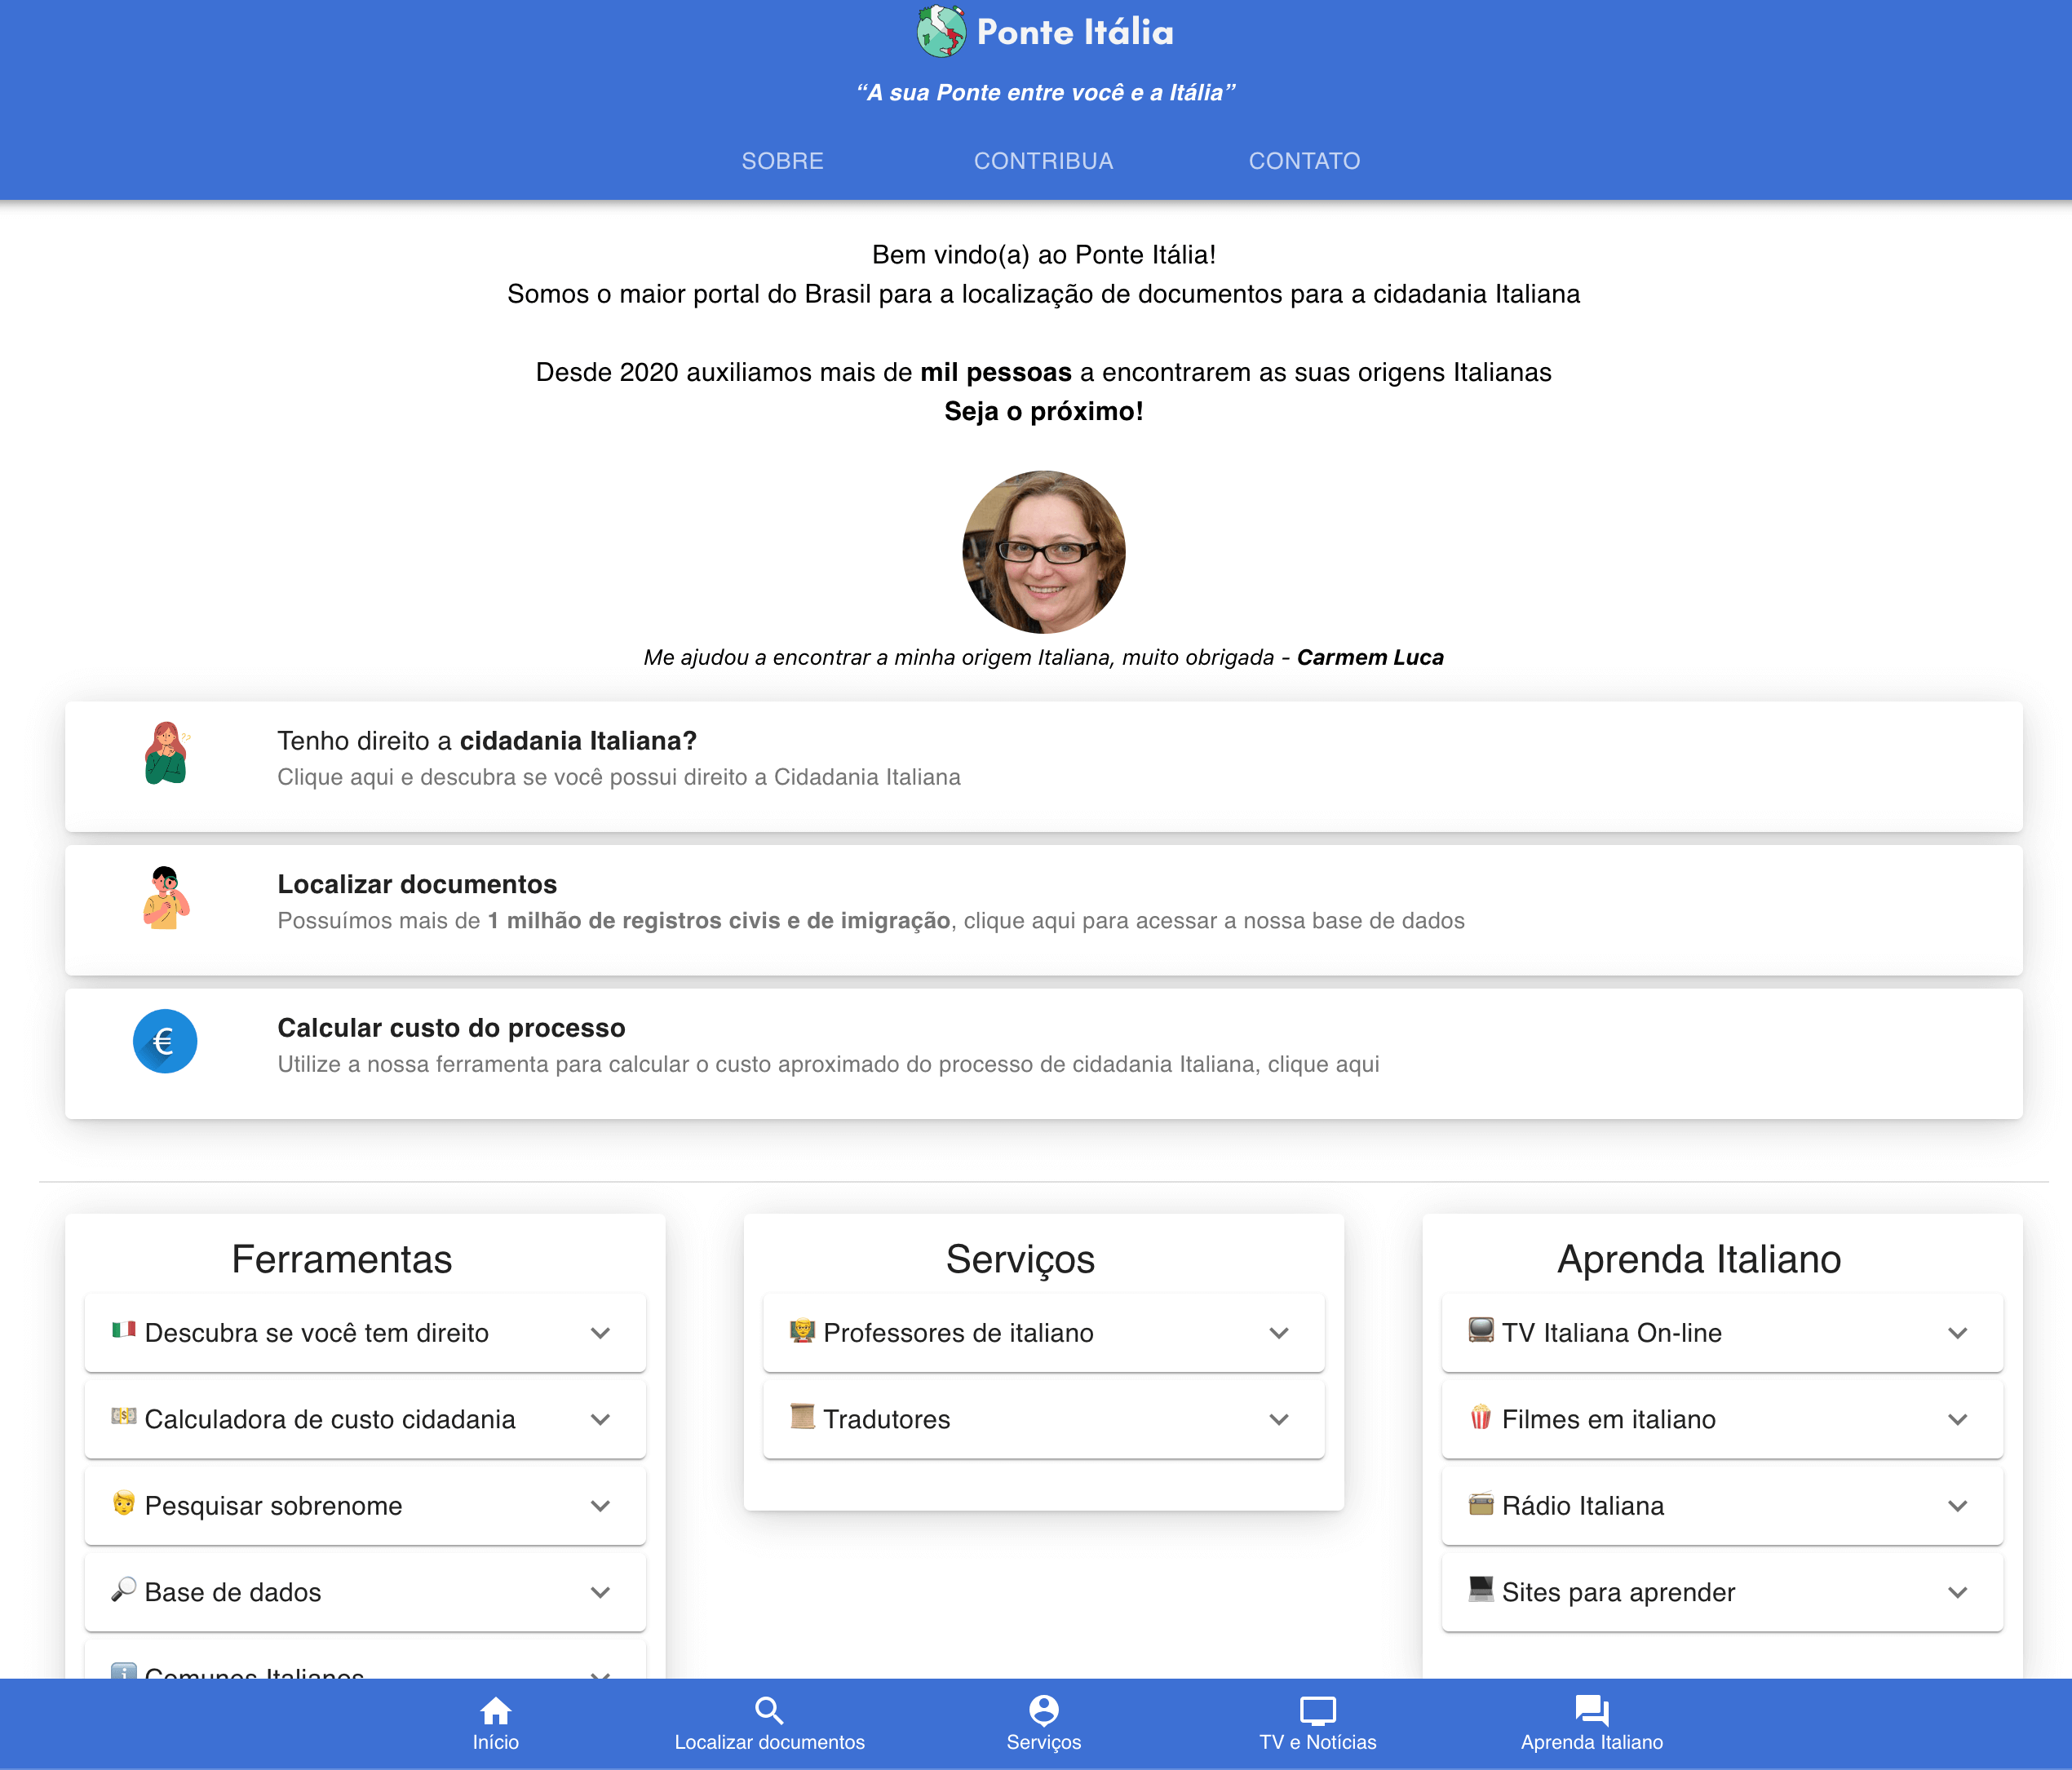 Ponte Itália
“A sua Ponte entre você e a Itália”
SOBRE
CONTRIBUA
CONTATO
Bem vindo(a) ao Ponte Itália!
Somos o maior portal do Brasil para a localização de documentos para a cidadania Italiana
Desde 2020 auxiliamos mais de mil pessoas a encontrarem as suas origens Italianas
Seja o próximo!
Me ajudou a encontrar a minha origem Italiana, muito obrigada - Carmem Luca
Tenho direito a cidadania Italiana?
Clique aqui e descubra se você possui direito a Cidadania Italiana
Localizar documentos
Possuímos mais de 1 milhão de registros civis e de imigração, clique aqui para acessar a nossa base de dados
€
Calcular custo do processo
Utilize a nossa ferramenta para calcular o custo aproximado do processo de cidadania Italiana, clique aqui
Ferramentas
Descubra se você tem direito
Calculadora de custo cidadania
Pesquisar sobrenome
Base de dados
Comunes Italianos
Serviços
Professores de italiano
Tradutores
Aprenda Italiano
TV Italiana On-line
Filmes em italiano
Rádio Italiana
Sites para aprender
Início
Localizar documentos
Serviços
TV e Notícias
Aprenda Italiano